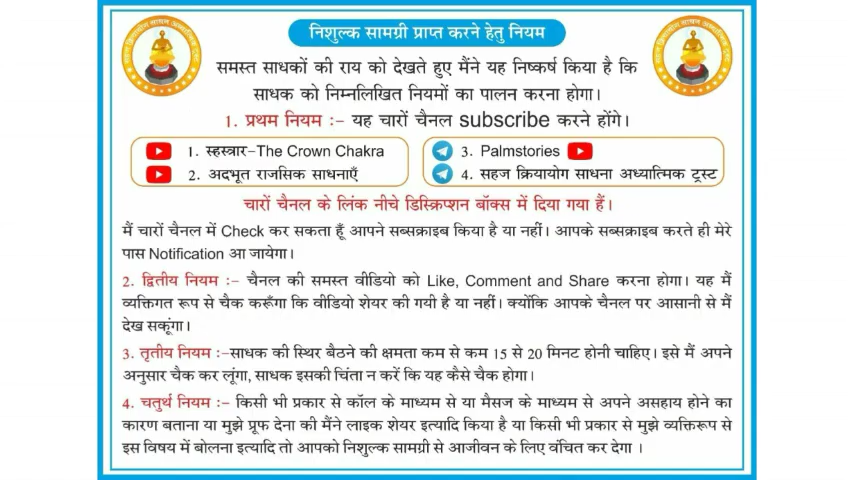 निशुल्क सामग्री प्राप्त करने हेतु नियम
समस्त साधकों की राय को देखते हुए मैंने यह निष्कर्ष किया है कि
साधक को निम्नलिखित नियमों का पालन करना होगा।
1. प्रथम नियम :- यह चारों चैनल subscribe करने होंगे।
1. स्हस्त्रार-The Crown Chakra
2. अदभूत राजसिक साधनाएँ
3. Palmstories
4. सहज क्रियायोग साधना अध्यात्मिक ट्रस्ट
चारों चैनल के लिंक नीचे डिस्क्रिप्शन बॉक्स में दिया गया हैं।
मैं चारों चैनल में Check कर सकता हूँ आपने सब्सक्राइब किया है या नहीं। आपके सब्सक्राइब करते ही मेरे
पास Notification आ जायेगा।
2. द्वितीय नियम :- चैनल की समस्त वीडियो को Like, Comment and Share करना होगा। यह मैं
व्यक्तिगत रूप से चैक करूँगा कि वीडियो शेयर की गयी है या नहीं। क्योंकि आपके चैनल पर आसानी से मैं
देख सकूंगा।
3. तृतीय नियम :-साधक की स्थिर बैठने की क्षमता कम से कम 15 से 20 मिनट होनी चाहिए। इसे मैं अपने
अनुसार चैक कर लूंगा, साधक इसकी चिंता न करें कि यह कैसे चैक होगा।
4. चतुर्थ नियम :- किसी भी प्रकार से कॉल के माध्यम से या मैसज के माध्यम से अपने असहाय होने का
कारण बताना या मुझे प्रूफ देना की मैंने लाइक शेयर इत्यादि किया है या किसी भी प्रकार से मुझे व्यक्तिरूप से
इस विषय में बोलना इत्यादि तो आपको निशुल्क सामग्री से आजीवन के लिए वंचित कर देगा ।